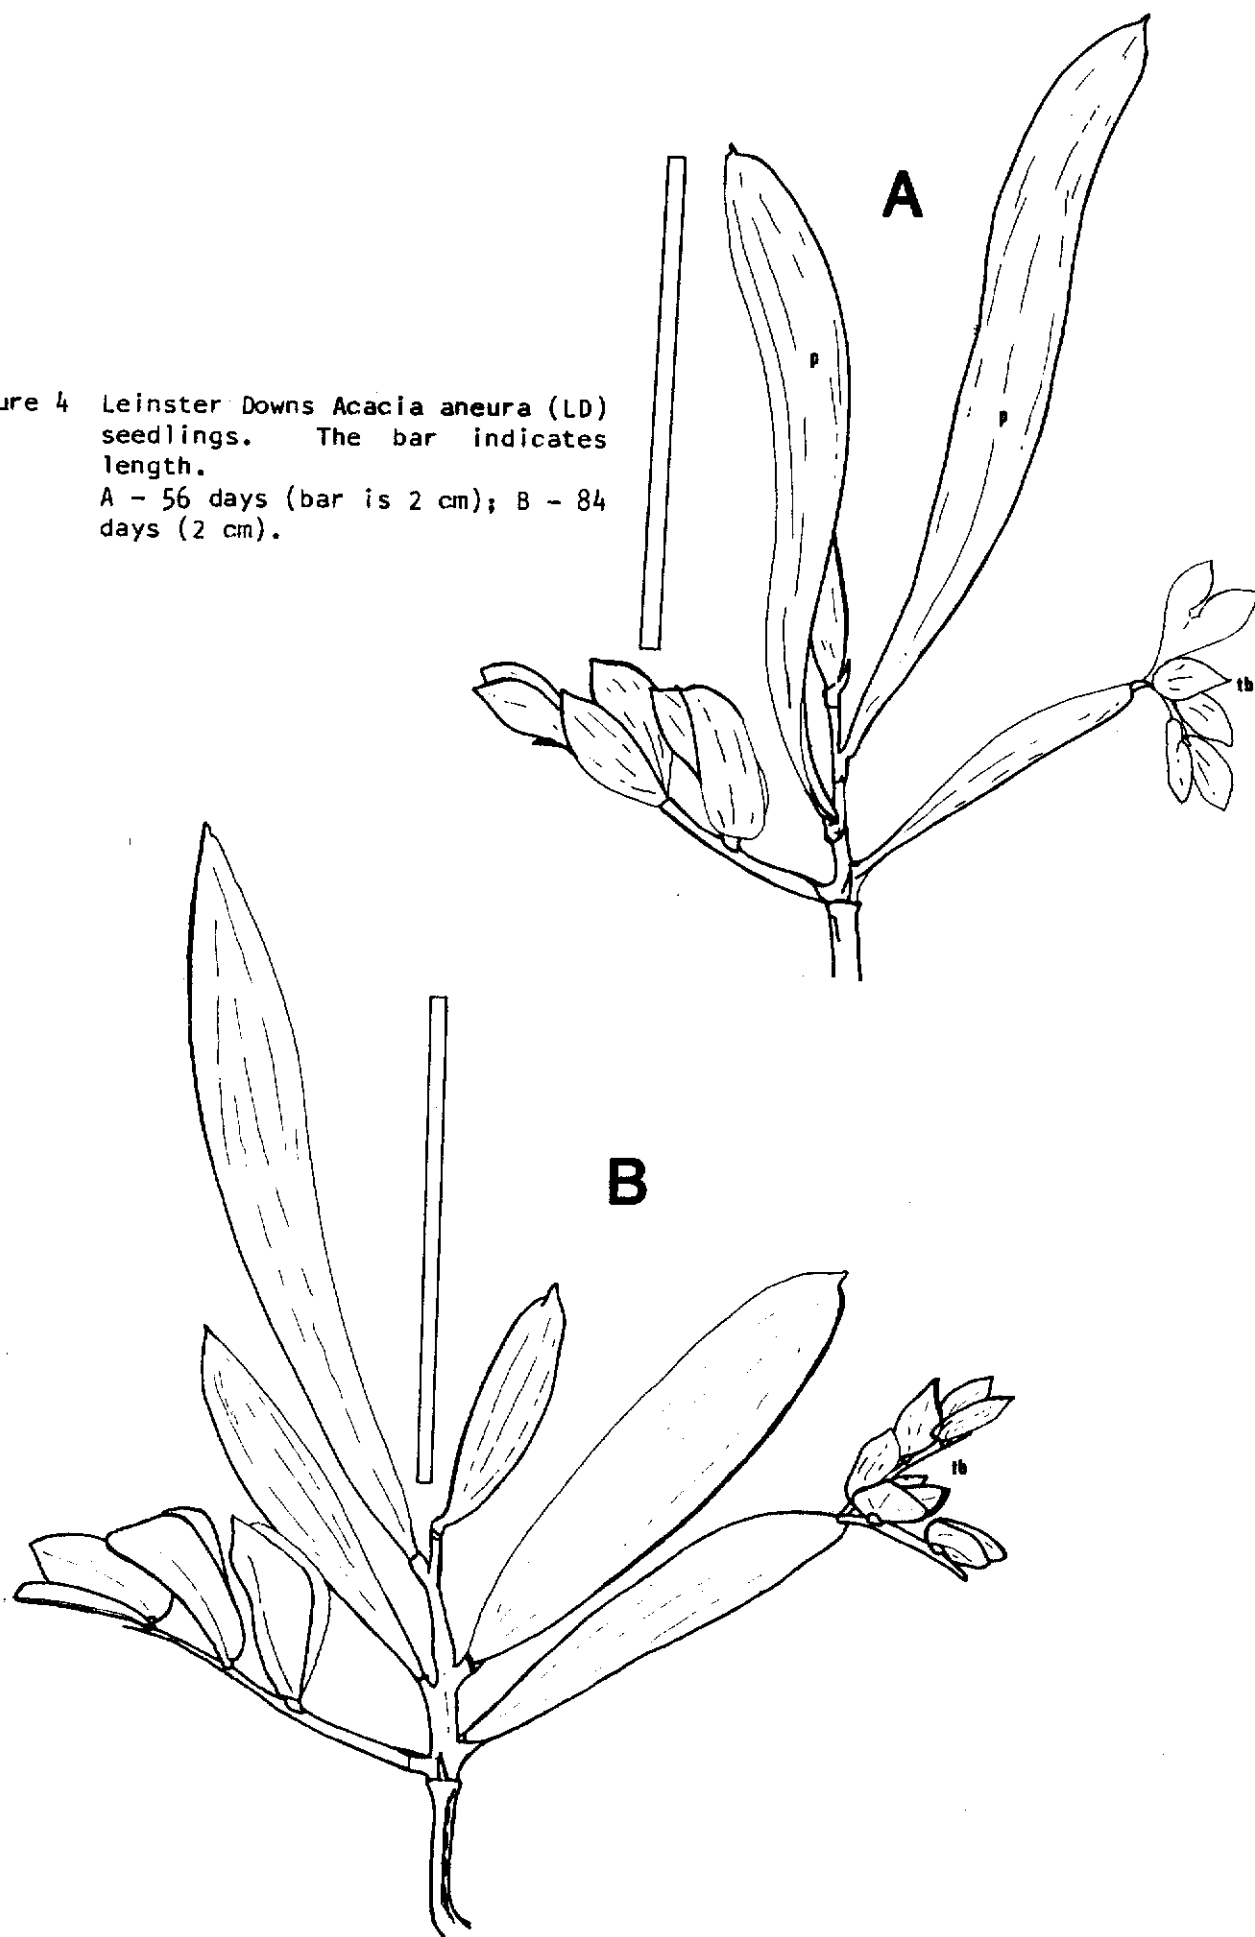 ure 4 Leinster Downs Acacia aneura (LD)
seedlings. The bar indicates
length.
A - 56 days (bar is 2 cm); B - 84
days (2 cm).
A
p
p
tb
B
tb